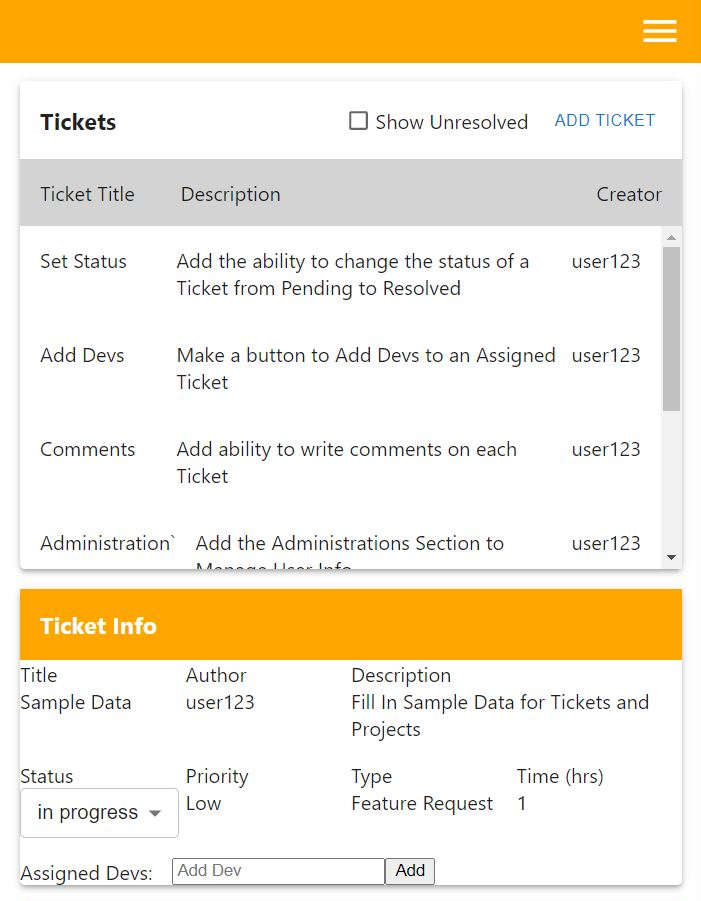 Tickets
Show Unresolved
ADD TICKET
Ticket Title Description Creator
Set Status Add the ability to change the status of a user123
Ticket from Pending to Resolved
Add Devs Make a button to Add Devs to an Assigned user123
Ticket
Comments Add ability to write comments on each user123
Ticket
Administration` Add the Administrations Section to user123
Manage User Info
Ticket Info
Title Author Description
Sample Data user123 Fill In Sample Data for Tickets and
Projects
Status Priority Type Time (hrs)
in progress Low Feature Request 1
Assigned Devs: Add Dev Add